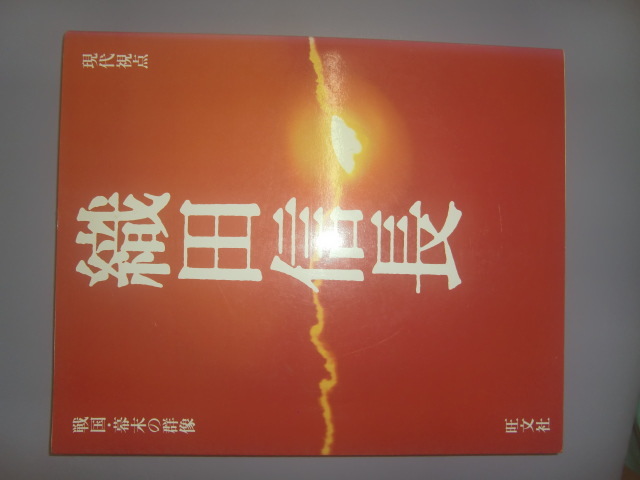 現代視点
戦国・幕末の群像
織田信長
旺文社